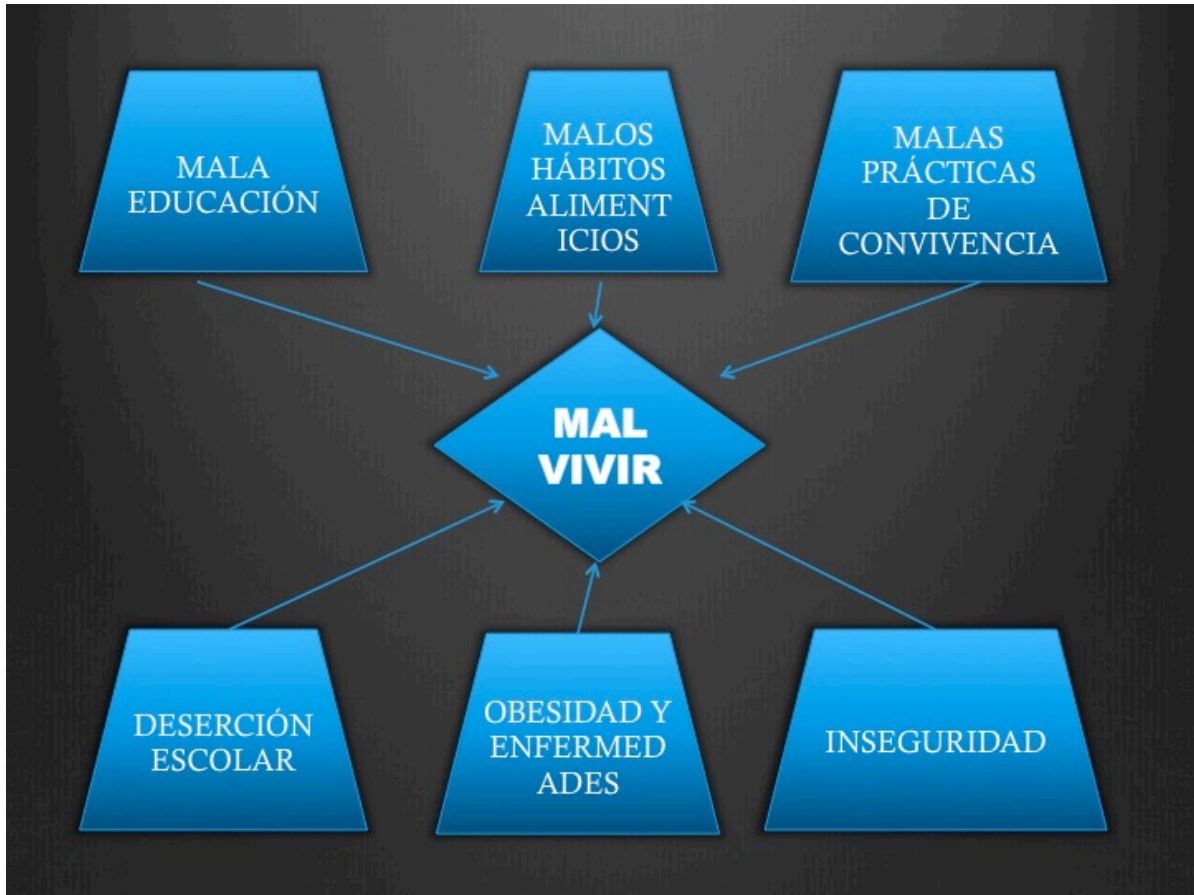 MALA
EDUCACIÓN
MALOS
HÁBITOS
ALIMENT
ICIOS
MALAS
PRÁCTICAS
DE
CONVIVENCIA
MAL
VIVIR
DESERCIÓN
ESCOLAR
OBESIDAD Y
ENFERMED
ADES
INSEGURIDAD